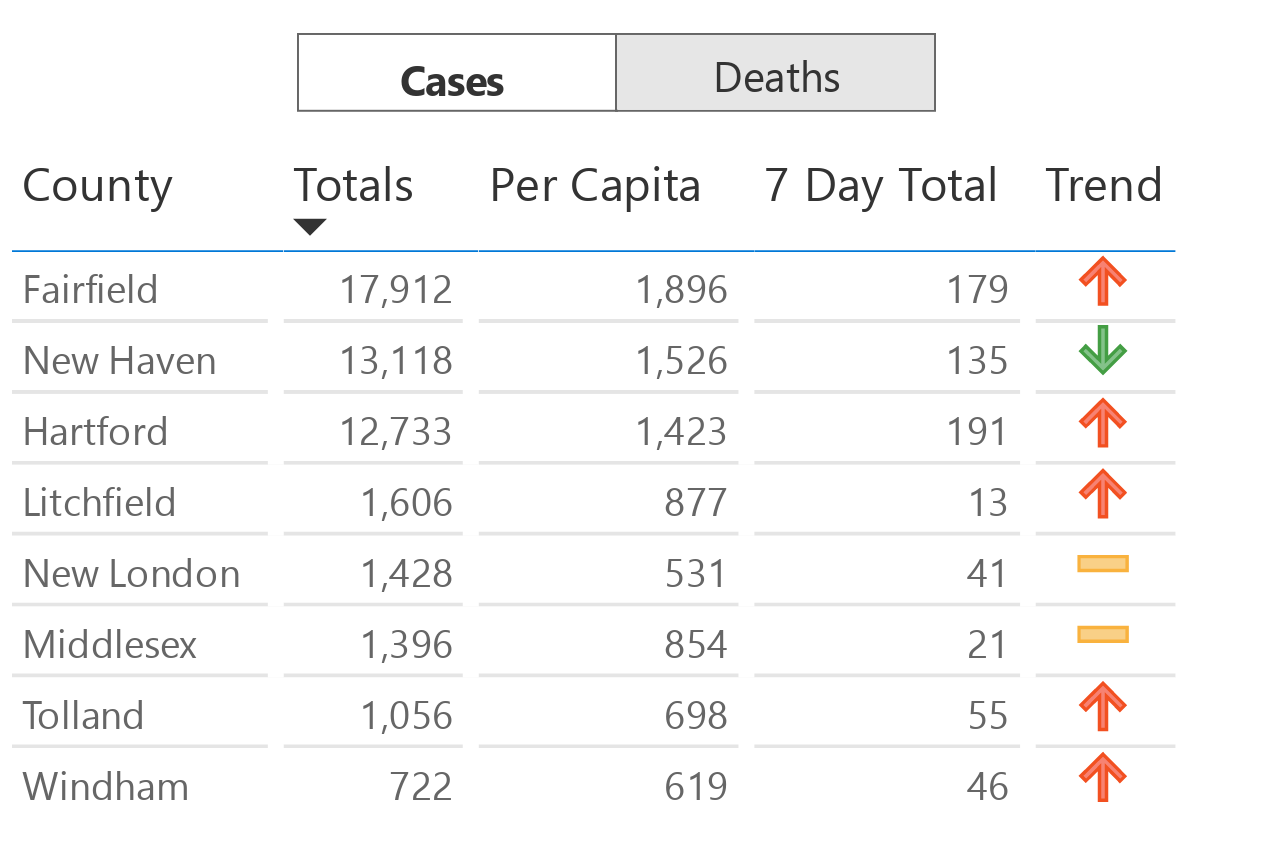 Cases Deaths
County Totals Per Capita 7 Day Total Trend
Fairfield 17,912 1,896 179
New Haven 13,118 1,526 135
Hartford 12,733 1,423 191
Litchfield 1,606 877 13
New London 1,428 531 41
Middlesex 1,396 854 21
Tolland 1,056 698 55
Windham 722 619 46